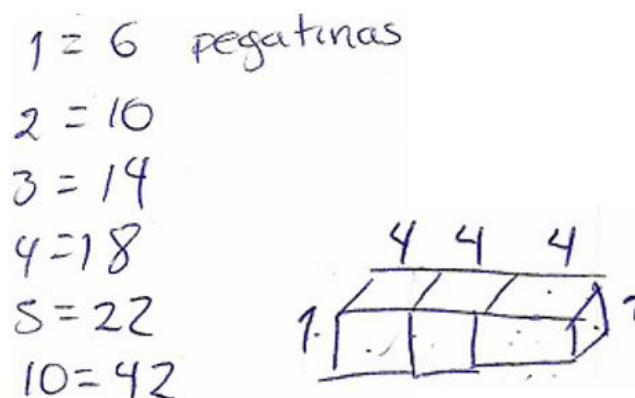 1 = 6 pegatinas
2 = 10
3 = 14
4 = 18
5 = 22
10 = 42
4 4 4
1